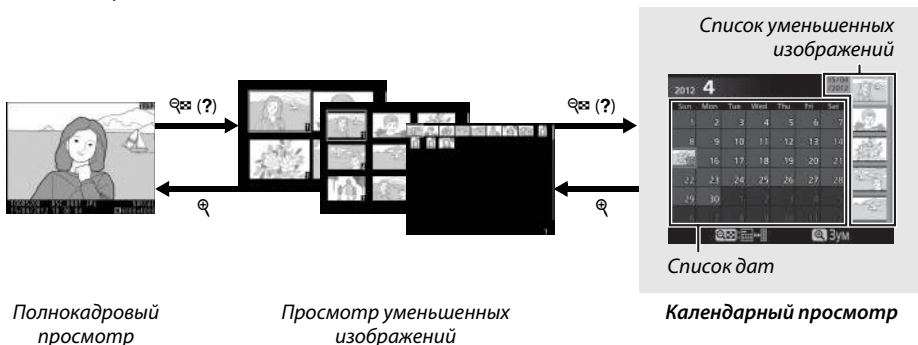 Список уменьшенных
изображений
(?)
(?)
15/04
/2012
2012 4
Sun Mon Tue Wed Thu Fri Sat
1 2 3 4 5 6 7
8 9 10 11 12 13 14
16 17 18 19 20 21
22 23 24 25 26 27 28
29 30
Зум
Список дат
Полнокадровый
просмотр
Просмотр уменьшенных
изображений
Календарный просмотр